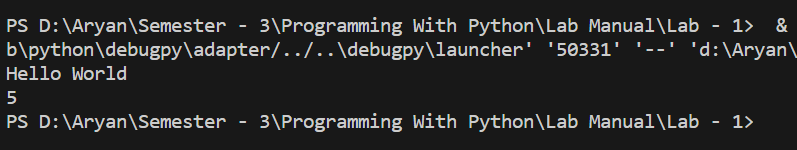 PS D:\Aryan\Semester - 3\Programming With Python\Lab Manual\Lab - 1>  &
b\python\debugpy\adapter/../..\debugpy\launcher' '50331' '--' 'd:\Aryan\
Hello World
5
PS D:\Aryan\Semester - 3\Programming With Python\Lab Manual\Lab - 1>